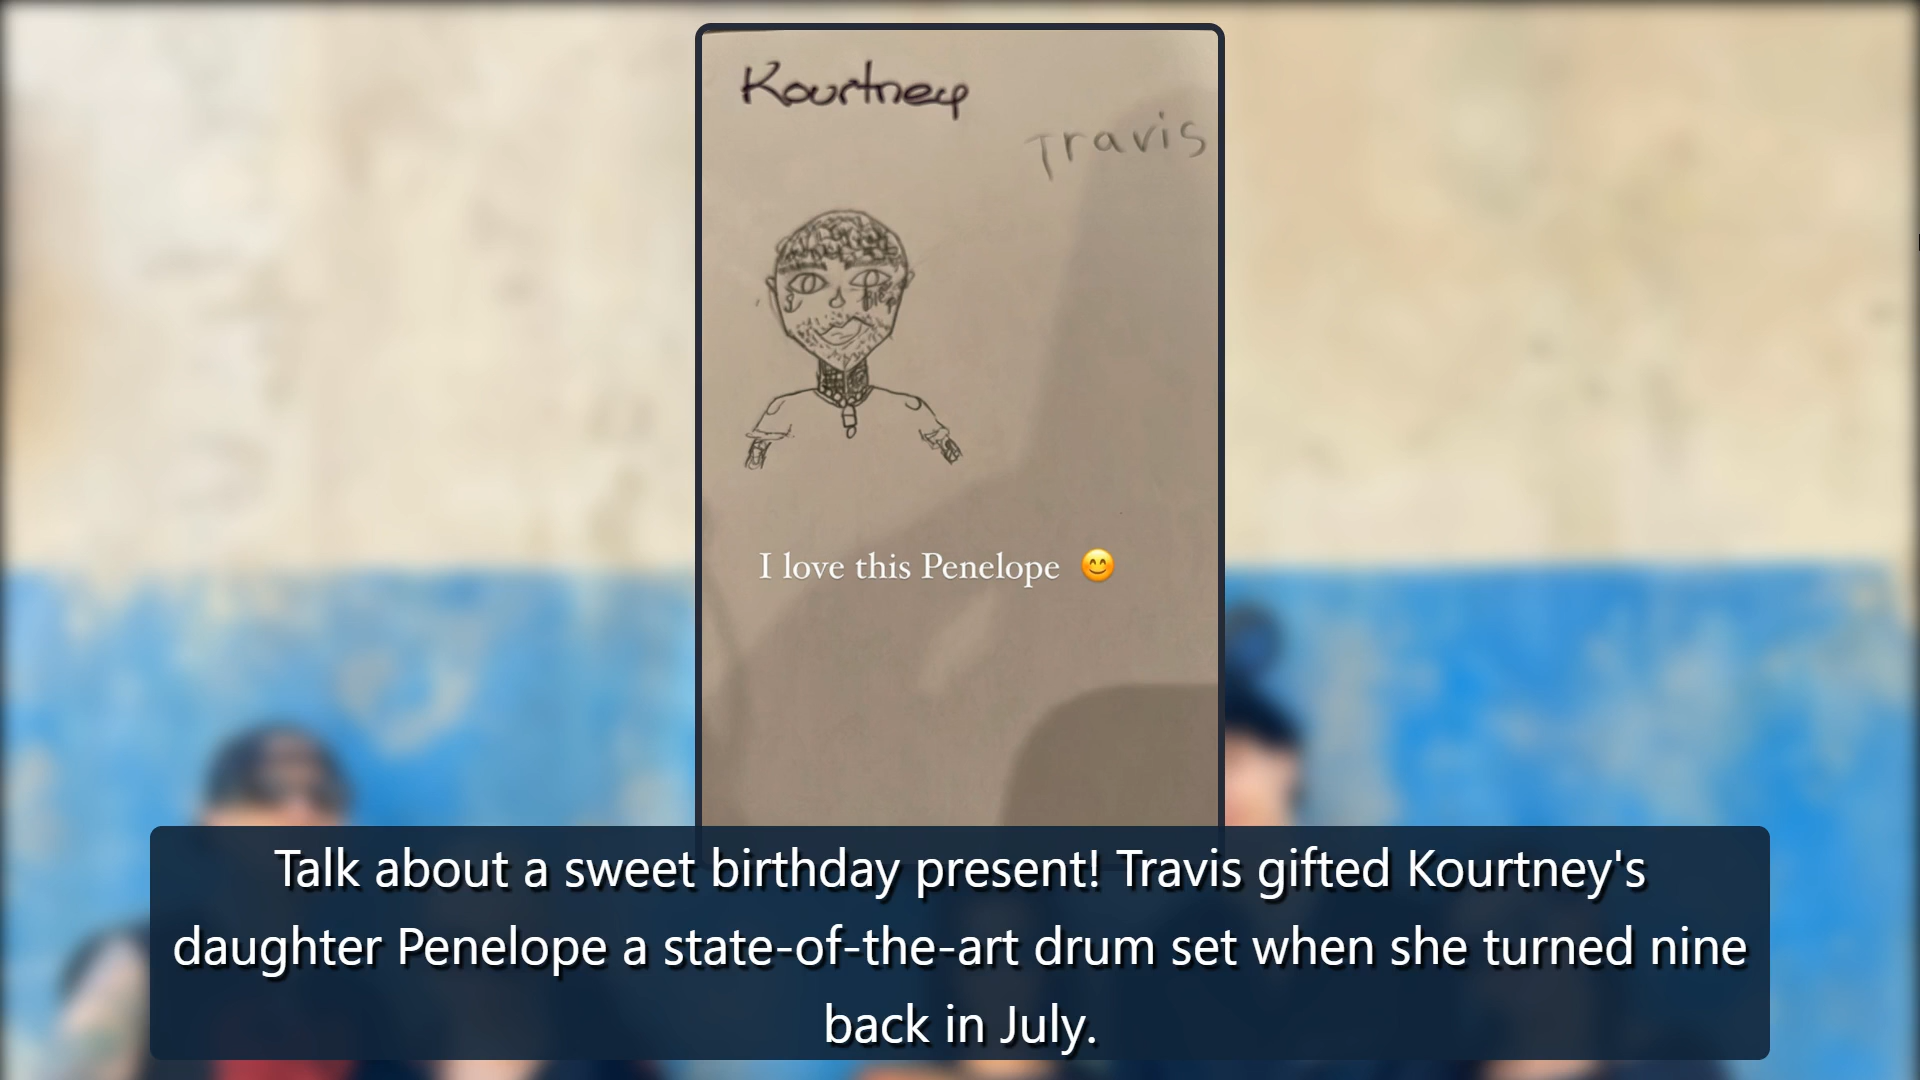 Kourtney
Travis
I love this Penelope 😊
Talk about a sweet birthday present! Travis gifted Kourtney's
daughter Penelope a state-of-the-art drum set when she turned nine
back in July.